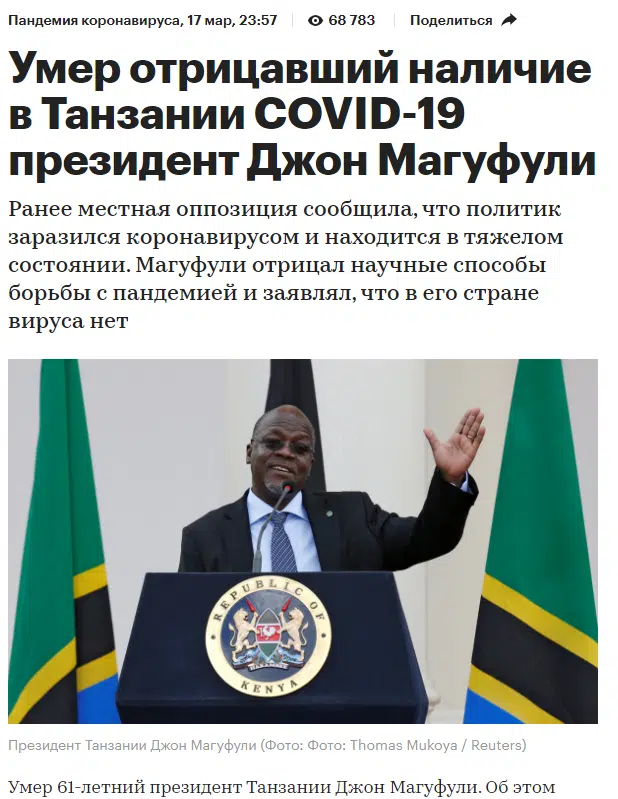 Пандемия коронавируса, 17 мар, 23:57 68 783 Поделиться
Умер отрицавший наличие
в Танзании COVID-19
президент Джон Магуфули
Ранее местная оппозиция сообщила, что политик
заразился коронавирусом и находится в тяжелом
состоянии. Магуфули отрицал научные способы
борьбы с пандемией и заявлял, что в его стране
вируса нет
REPUBLIC OF
KENYA
HARAMBEE
Президент Танзании Джон Магуфули (Фото: Фото: Thomas Mukoya / Reuters)
Умер 61-летний президент Танзании Джон Магуфули. Об этом